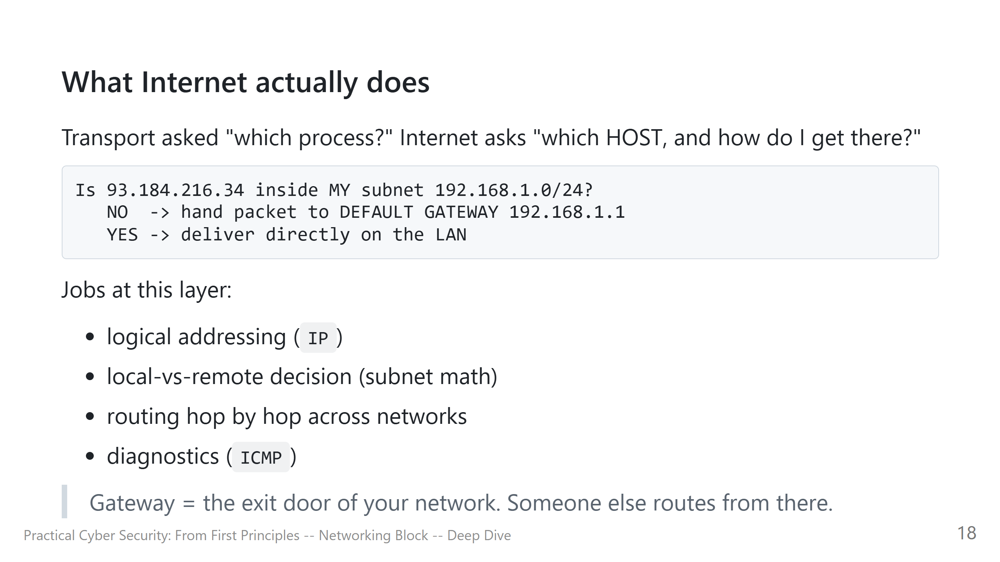 What Internet actually does
Transport asked "which process?" Internet asks "which HOST, and how do I get there?"
Is 93.184.216.34 inside MY subnet 192.168.1.0/24?
   NO  -> hand packet to DEFAULT GATEWAY 192.168.1.1
   YES -> deliver directly on the LAN
Jobs at this layer:
• logical addressing (IP)
• local-vs-remote decision (subnet math)
• routing hop by hop across networks
• diagnostics (ICMP)
Gateway = the exit door of your network. Someone else routes from there.
Practical Cyber Security: From First Principles -- Networking Block -- Deep Dive
18